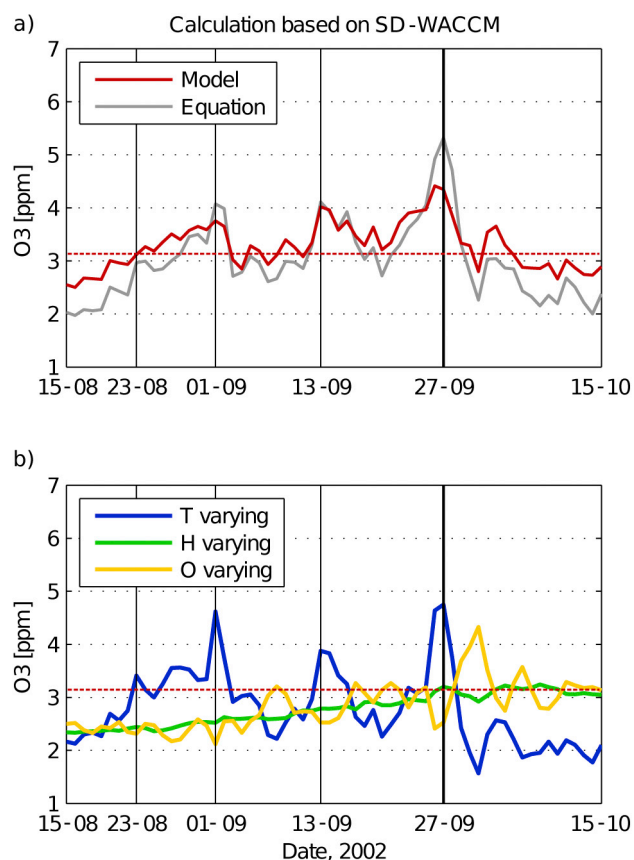 a)
Calculation based on SD-WACCM
Model
Equation
O3 [ppm]
7
6
5
4
3
2
1
15-08 23-08 01-09 13-09 27-09 15-10
b)
T varying
H varying
O varying
O3 [ppm]
7
6
5
4
3
2
1
15-08 23-08 01-09 13-09 27-09 15-10
Date, 2002